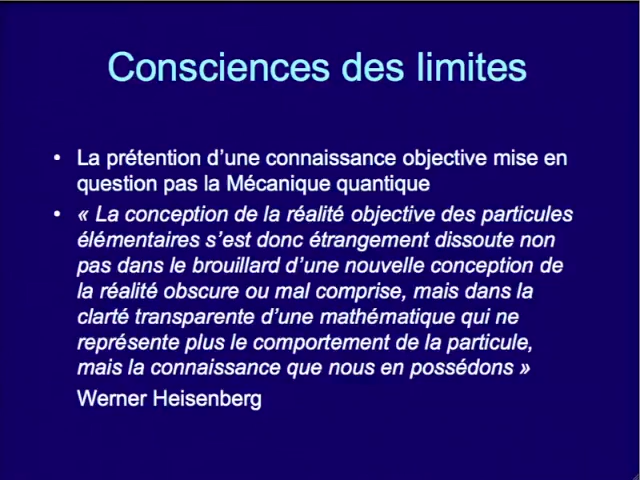 Consciences des limites
• La prétention d’une connaissance objective mise en
question pas la Mécanique quantique
• « La conception de la réalité objective des particules
élémentaires s’est donc étrangement dissoute non
pas dans le brouillard d’une nouvelle conception de
la réalité obscure ou mal comprise, mais dans la
clarté transparente d’une mathématique qui ne
représente plus le comportement de la particule,
mais la connaissance que nous en possédons »
Werner Heisenberg